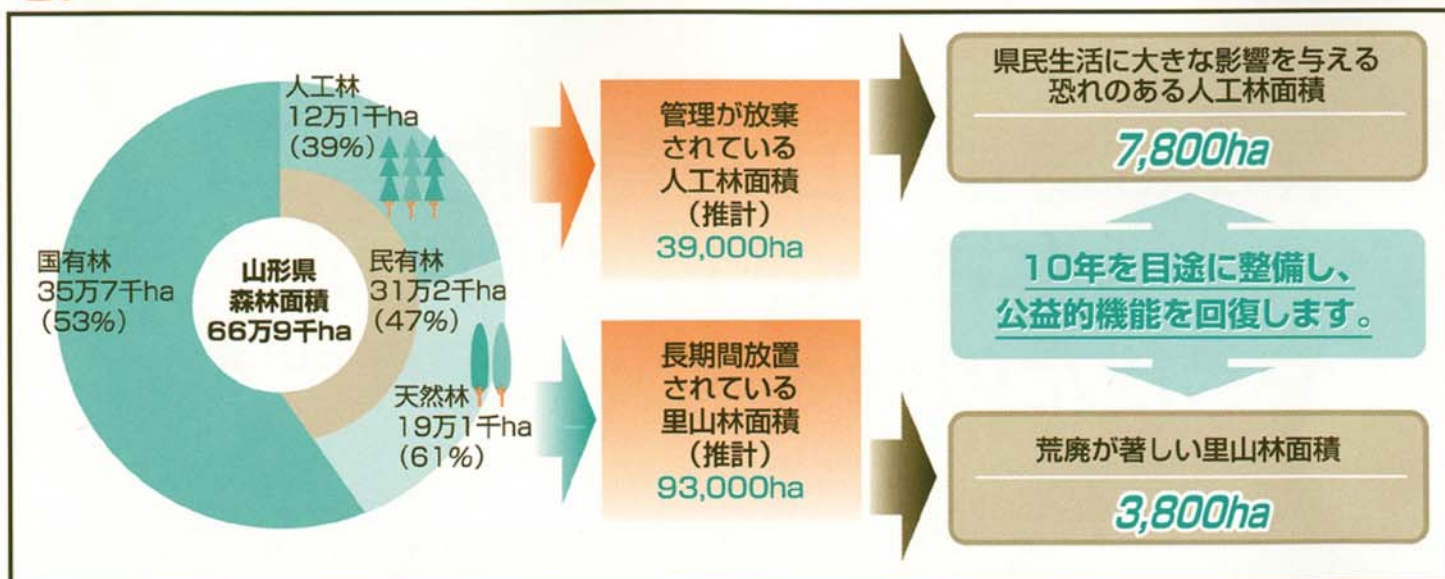 人工林
12万1千ha
(39%)
国有林
35万7千ha
(53%)
山形県
森林面積
66万9千ha
民有林
31万2千ha
(47%)
天然林
19万1千ha
(61%)
管理が放棄
されている
人工林面積
(推計)
39,000ha
長期間放置
されている
里山林面積
(推計)
93,000ha
県民生活に大きな影響を与える
恐れのある人工林面積
7,800ha
10年を目途に整備し、
公益的機能を回復します。
荒廃が著しい里山林面積
3,800ha